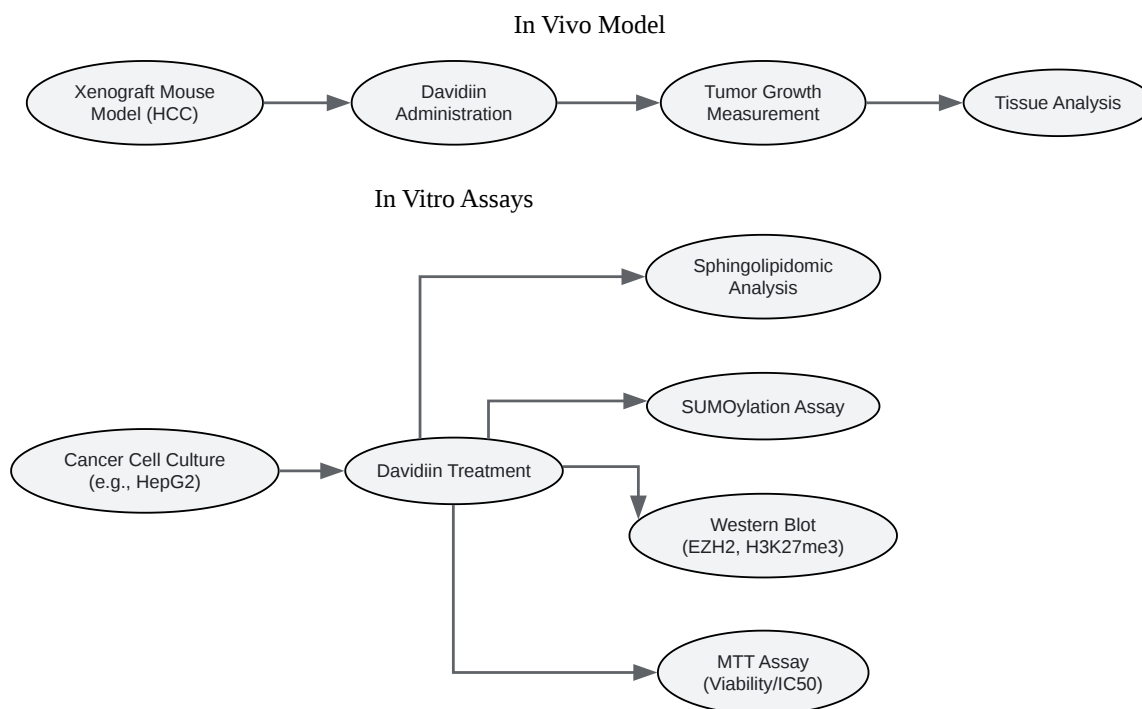 In Vivo Model
Xenograft Mouse
Model (HCC)
Davidiin
Administration
Tumor Growth
Measurement
Tissue Analysis
In Vitro Assays
Sphingolipidomic
Analysis
SUMOylation Assay
Cancer Cell Culture
(e.g., HepG2)
Davidiin Treatment
Western Blot
(EZH2, H3K27me3)
MTT Assay
(Viability/IC50)